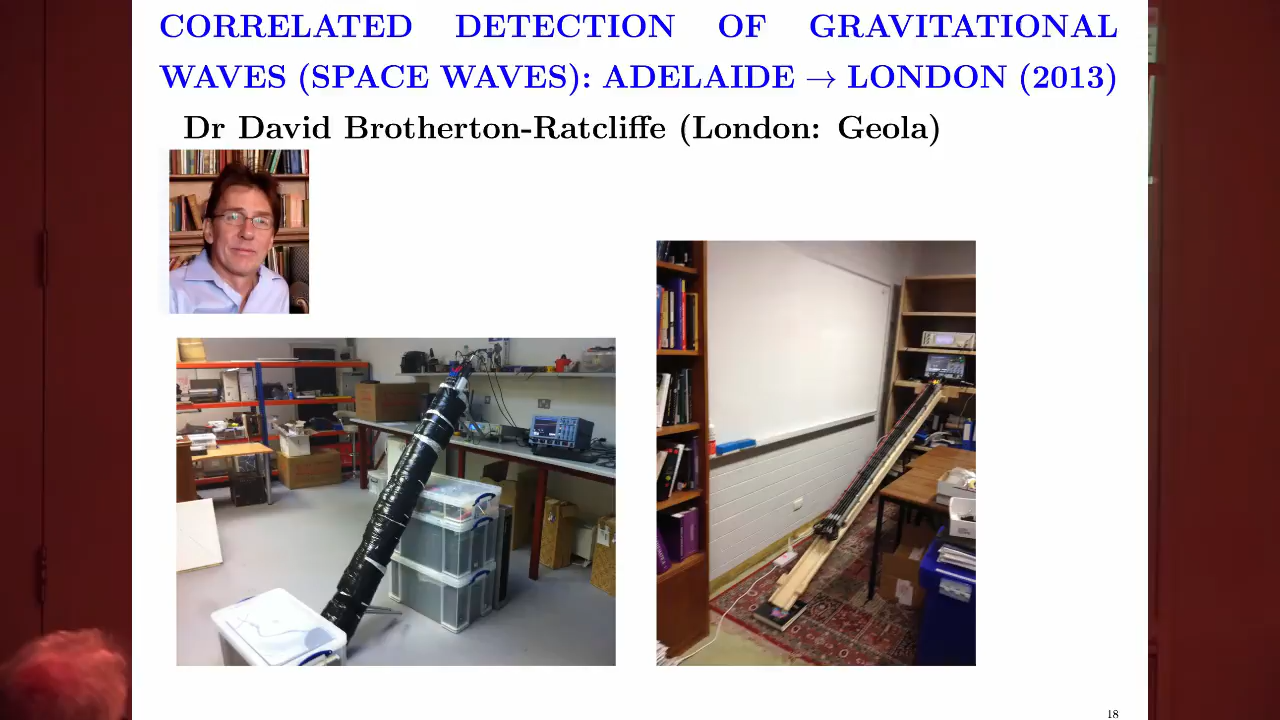 CORRELATED DETECTION OF GRAVITATIONAL
WAVES (SPACE WAVES): ADELAIDE → LONDON (2013)
Dr David Brotherton-Ratcliffe (London: Geola)
18